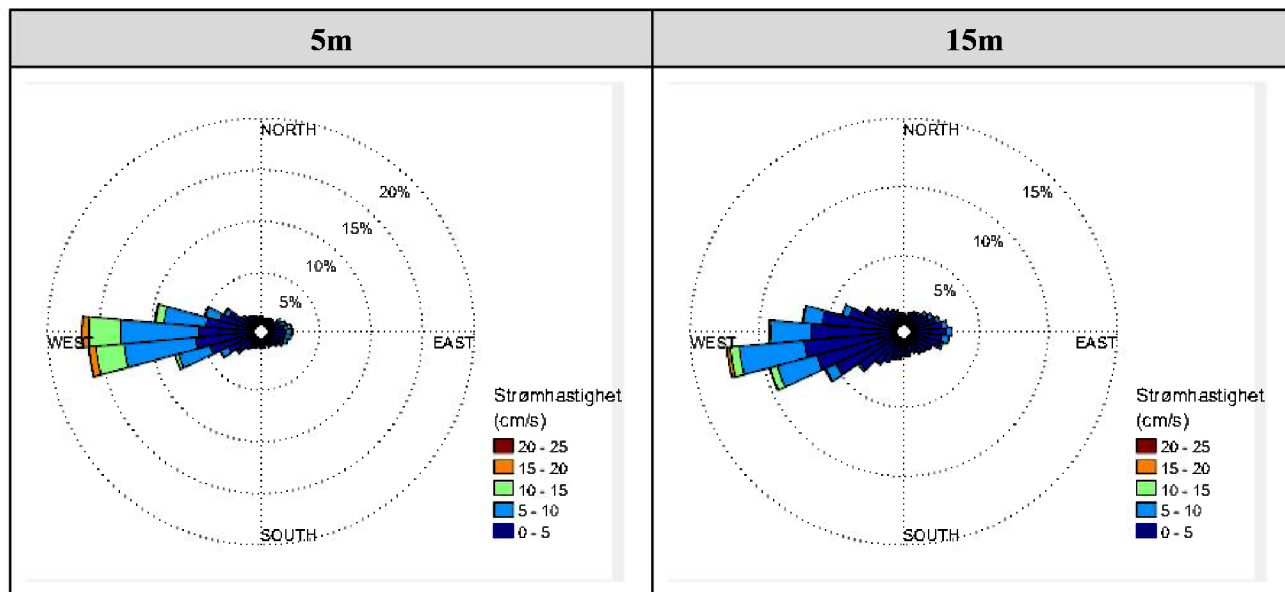 5m
15m
NORTH
20%
15%
10%
5%
WEST
EAST
SOUTH
Strømhastighet
(cm/s)
20 - 25
15 - 20
10 - 15
5 - 10
0 - 5
NORTH
15%
10%
5%
WEST
EAST
SOUTH
Strømhastighet
(cm/s)
20 - 25
15 - 20
10 - 15
5 - 10
0 - 5